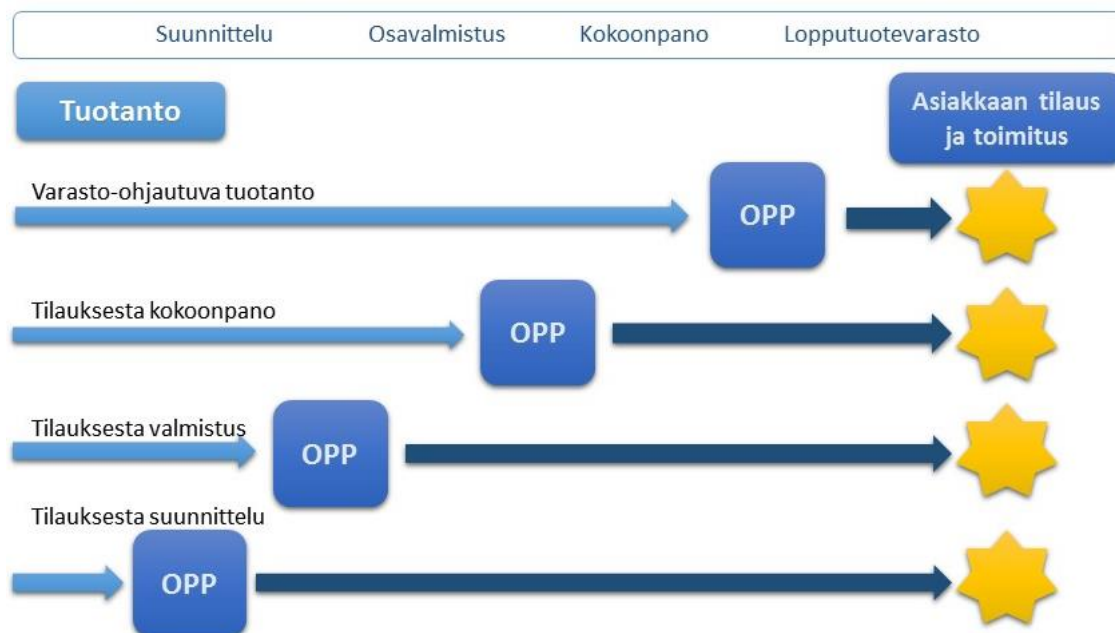 Suunnittelu Osavalmistus Kokoonpano Lopputuotevarasto
Tuotanto
Asiakkaan tilaus
ja toimitus
Varasto-ohjautuva tuotanto
OPP
Tilauksesta kokoonpano
OPP
Tilauksesta valmistus
OPP
Tilauksesta suunnittelu
OPP